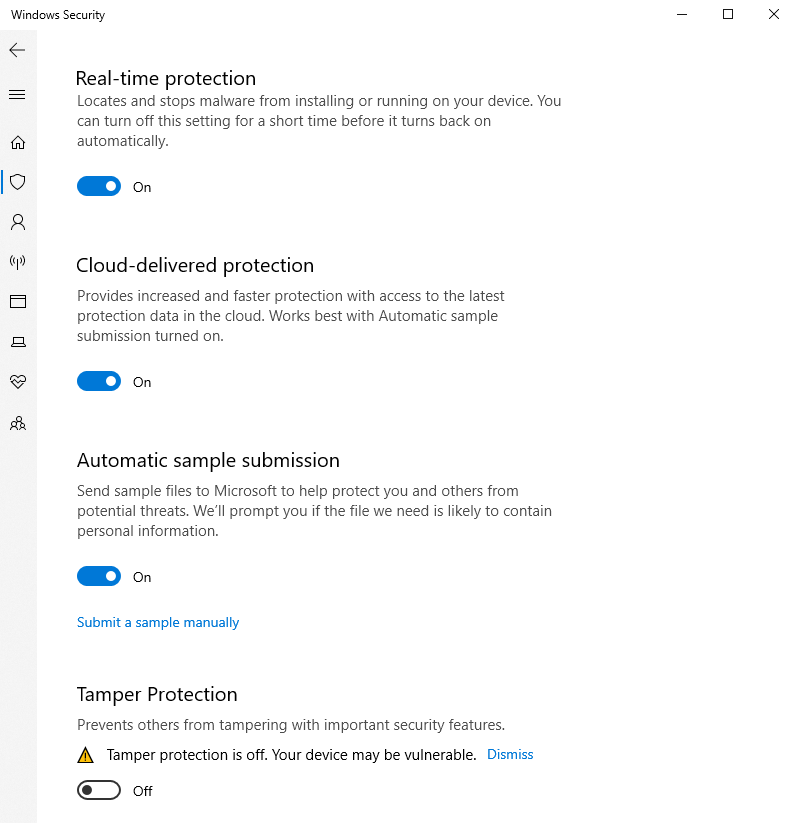 Windows Security
Real-time protection
Locates and stops malware from installing or running on your device. You
can turn off this setting for a short time before it turns back on
automatically.
On
Cloud-delivered protection
Provides increased and faster protection with access to the latest
protection data in the cloud. Works best with Automatic sample
submission turned on.
On
Automatic sample submission
Send sample files to Microsoft to help protect you and others from
potential threats. We’ll prompt you if the file we need is likely to contain
personal information.
On
Submit a sample manually
Tamper Protection
Prevents others from tampering with important security features.
Tamper protection is off. Your device may be vulnerable. Dismiss
Off